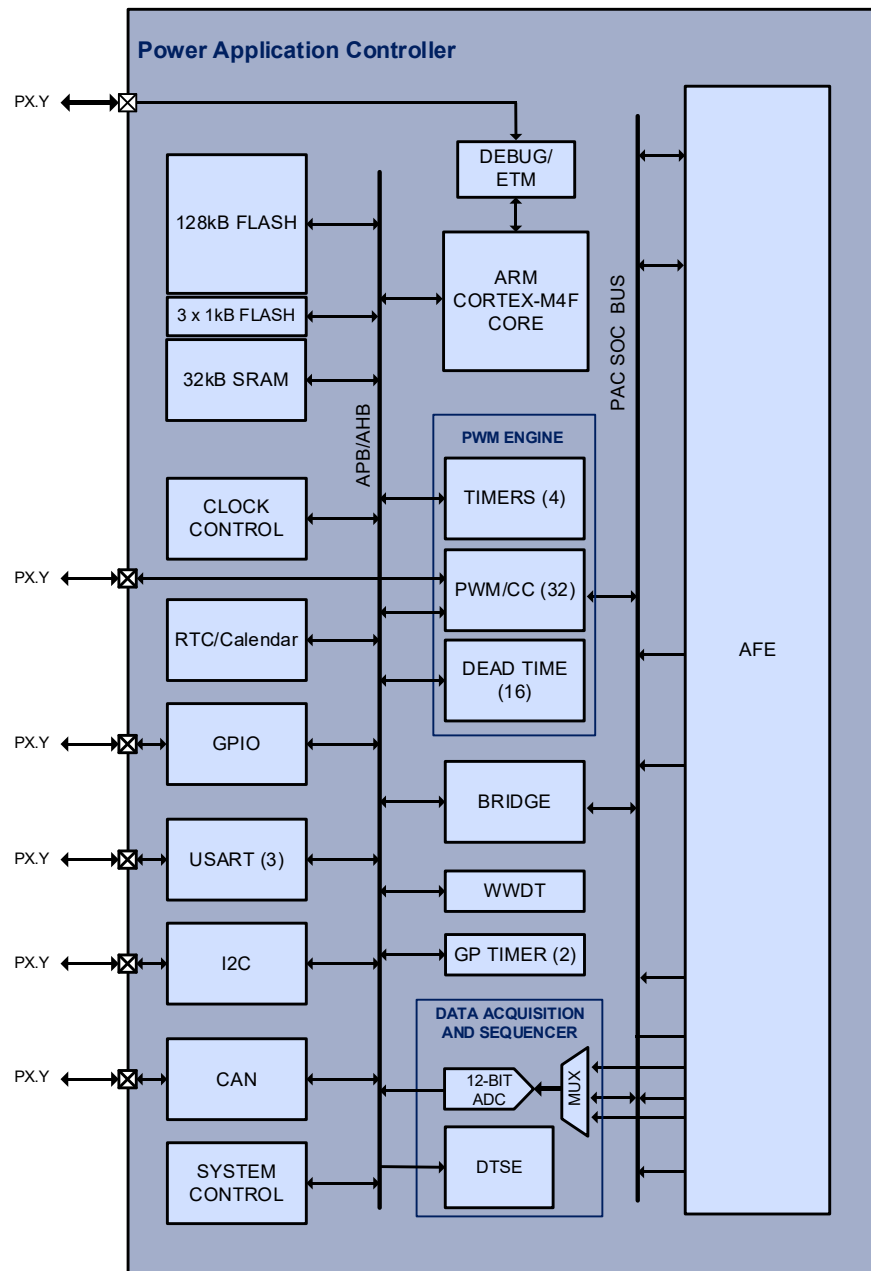 Power Application Controller
PX.Y
DEBUG/
ETM
128kB FLASH
ARM
CORTEX-M4F
CORE
3 x 1kB FLASH
32kB SRAM
PAC SOC BUS
APB/AHB
PWM ENGINE
TIMERS (4)
CLOCK
CONTROL
PX.Y
PWM/CC (32)
RTC/Calendar
DEAD TIME
(16)
AFE
PX.Y
GPIO
BRIDGE
PX.Y
USART (3)
WWDT
PX.Y
I2C
GP TIMER (2)
DATA ACQUISITION
AND SEQUENCER
PX.Y
CAN
12-BIT
ADC
MUX
SYSTEM
CONTROL
DTSE